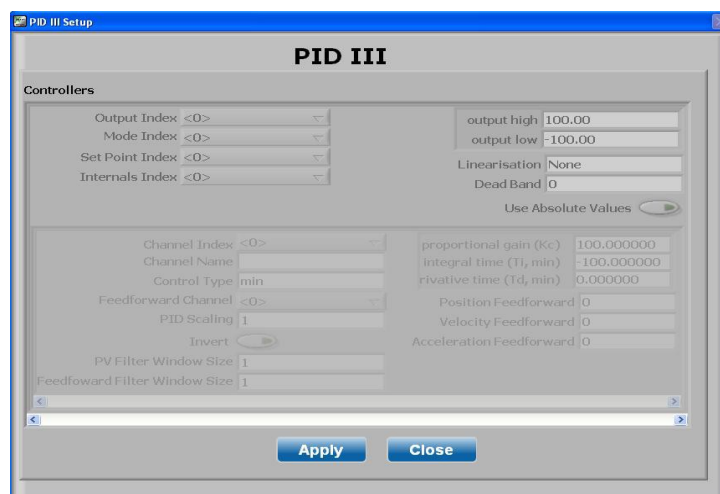 PID III Setup
PID III
Controllers
Output Index <0>
Mode Index <0>
Set Point Index <0>
Internals Index <0>
output high 100.00
output low -100.00
Linearisation None
Dead Band 0
Use Absolute Values
Channel Index <0>
Channel Name
Control Type min
Feedforward Channel <0>
PID Scaling 1
Invert
PV Filter Window Size 1
Feedfoward Filter Window Size 1
proportional gain (Kc) 100.000000
integral time (Ti, min) -100.000000
rivative time (Td, min) 0.000000
Position Feedforward 0
Velocity Feedforward 0
Acceleration Feedforward 0
Apply
Close